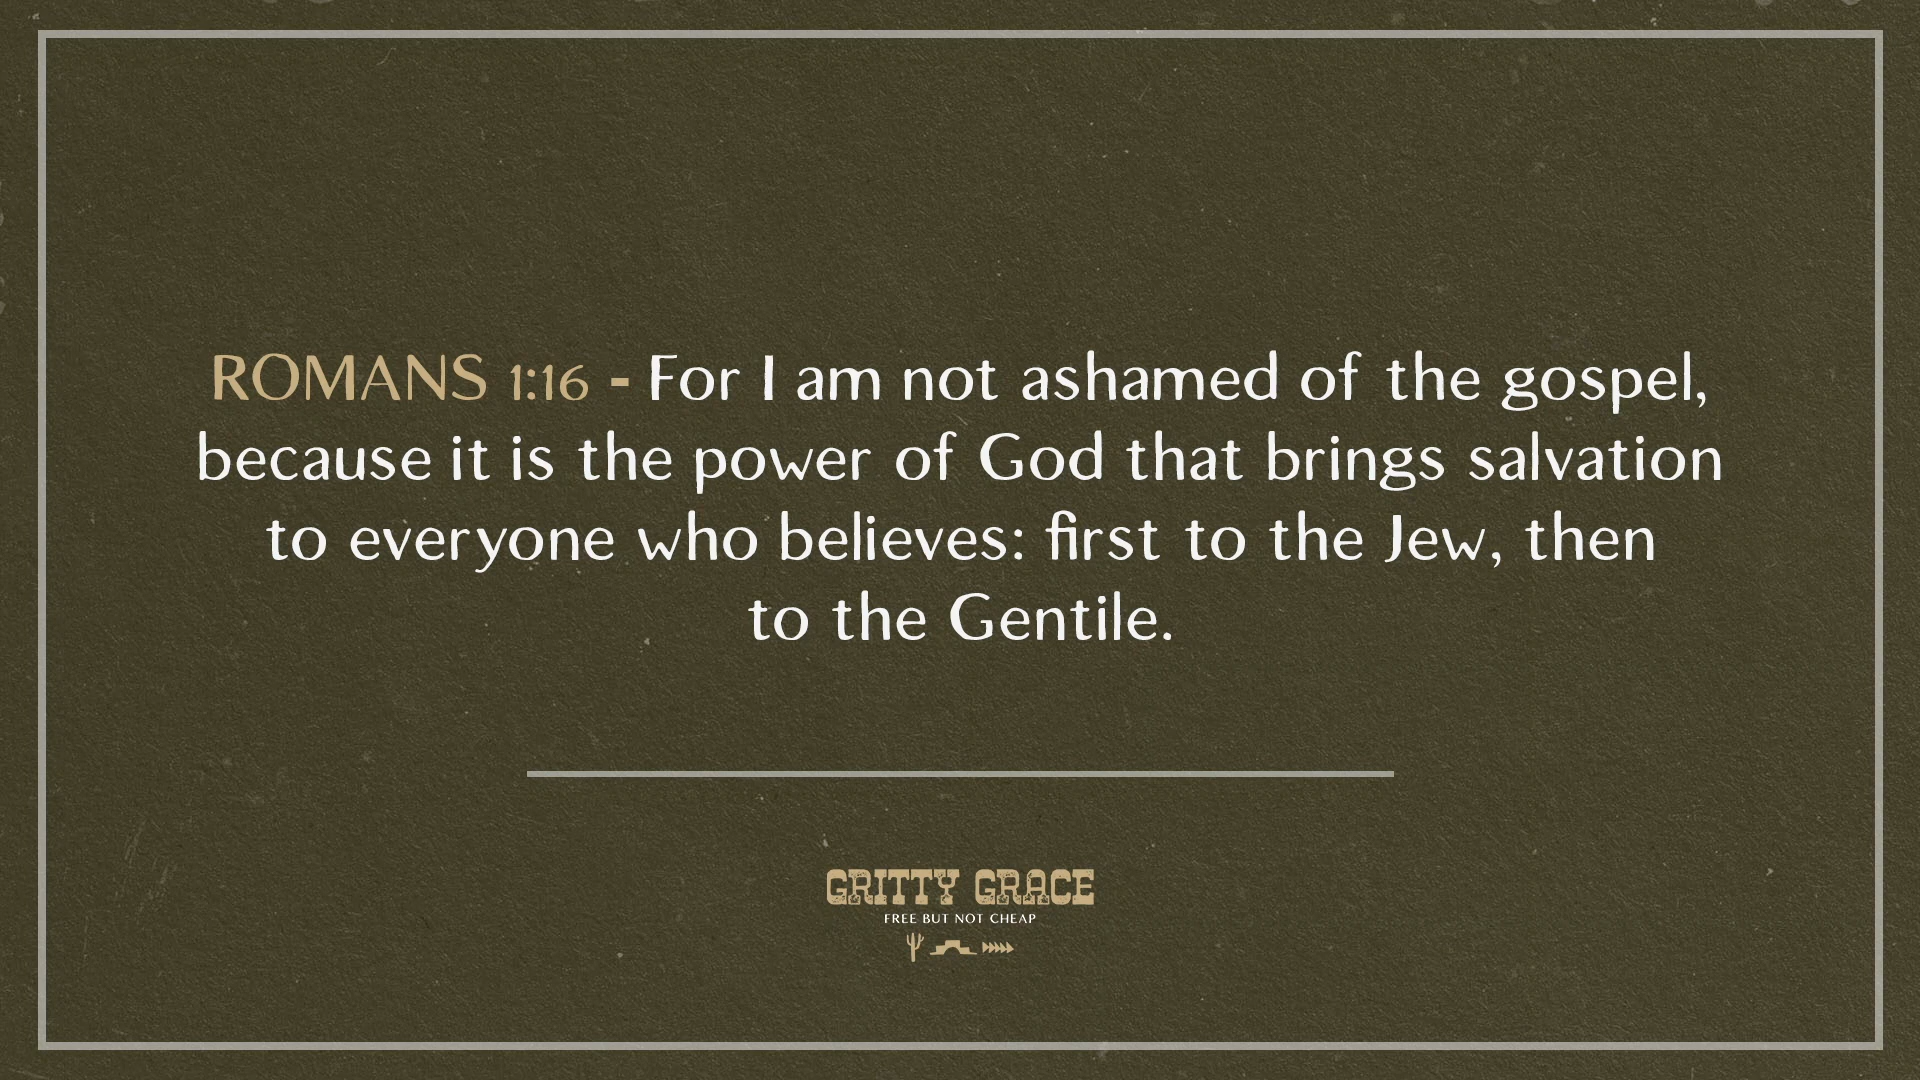 ROMANS 1:16 - For I am not ashamed of the gospel,
because it is the power of God that brings salvation
to everyone who believes: first to the Jew, then
to the Gentile.
GRITTY GRACE
FREE BUT NOT CHEAP